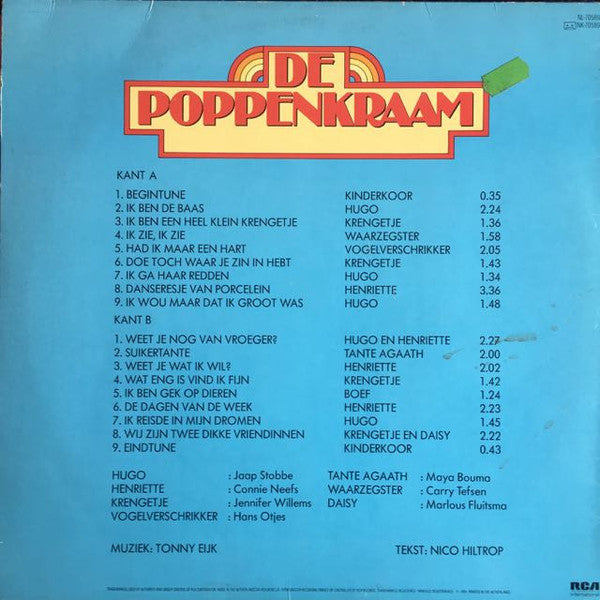 NL-70589
NK-70589
DE
POPPENKRAAM
KANT A
1. BEGINTUNE KINDERKOOR 0.35
2. IK BEN DE BAAS HUGO 2.24
3. IK BEN EEN HEEL KLEIN KRENGETJE KRENGETJE 1.36
4. IK ZIE, IK ZIE WAARZEGSTER 1.58
5. HAD IK MAAR EEN HART VOGELVERSCHRIKKER 2.05
6. DOE TOCH WAAR JE ZIN IN HEBT KRENGETJE 1.43
7. IK GA HAAR REDDEN HUGO 1.34
8. DANSERESJE VAN PORCELEIN HENRIETTE 3.36
9. IK WOU MAAR DAT IK GROOT WAS HUGO 1.48
KANT B
1. WEET JE NOG VAN VROEGER? HUGO EN HENRIETTE 2.27
2. SUIKERTANTE TANTE AGAATH 2.00
3. WEET JE WAT IK WIL? HENRIETTE 2.02
4. WAT ENG IS VIND IK FIJN KRENGETJE 1.42
5. IK BEN GEK OP DIEREN BOEF 1.24
6. DE DAGEN VAN DE WEEK HENRIETTE 2.23
7. IK REISDE IN MIJN DROMEN HUGO 1.45
8. WIJ ZIJN TWEE DIKKE VRIENDINNEN KRENGETJE EN DAISY 2.22
9. EINDTUNE KINDERKOOR 0.43
HUGO : Jaap Stobbe TANTE AGAATH : Maya Bouma
HENRIETTE : Connie Neefs WAARZEGSTER : Carry Tefsen
KRENGETJE : Jennifer Willems DAISY : Marlous Fluitsma
VOGELVERSCHRIKKER : Hans Otjes
MUZIEK: TONNY EIJK TEKST: NICO HILTROP
RCA
International